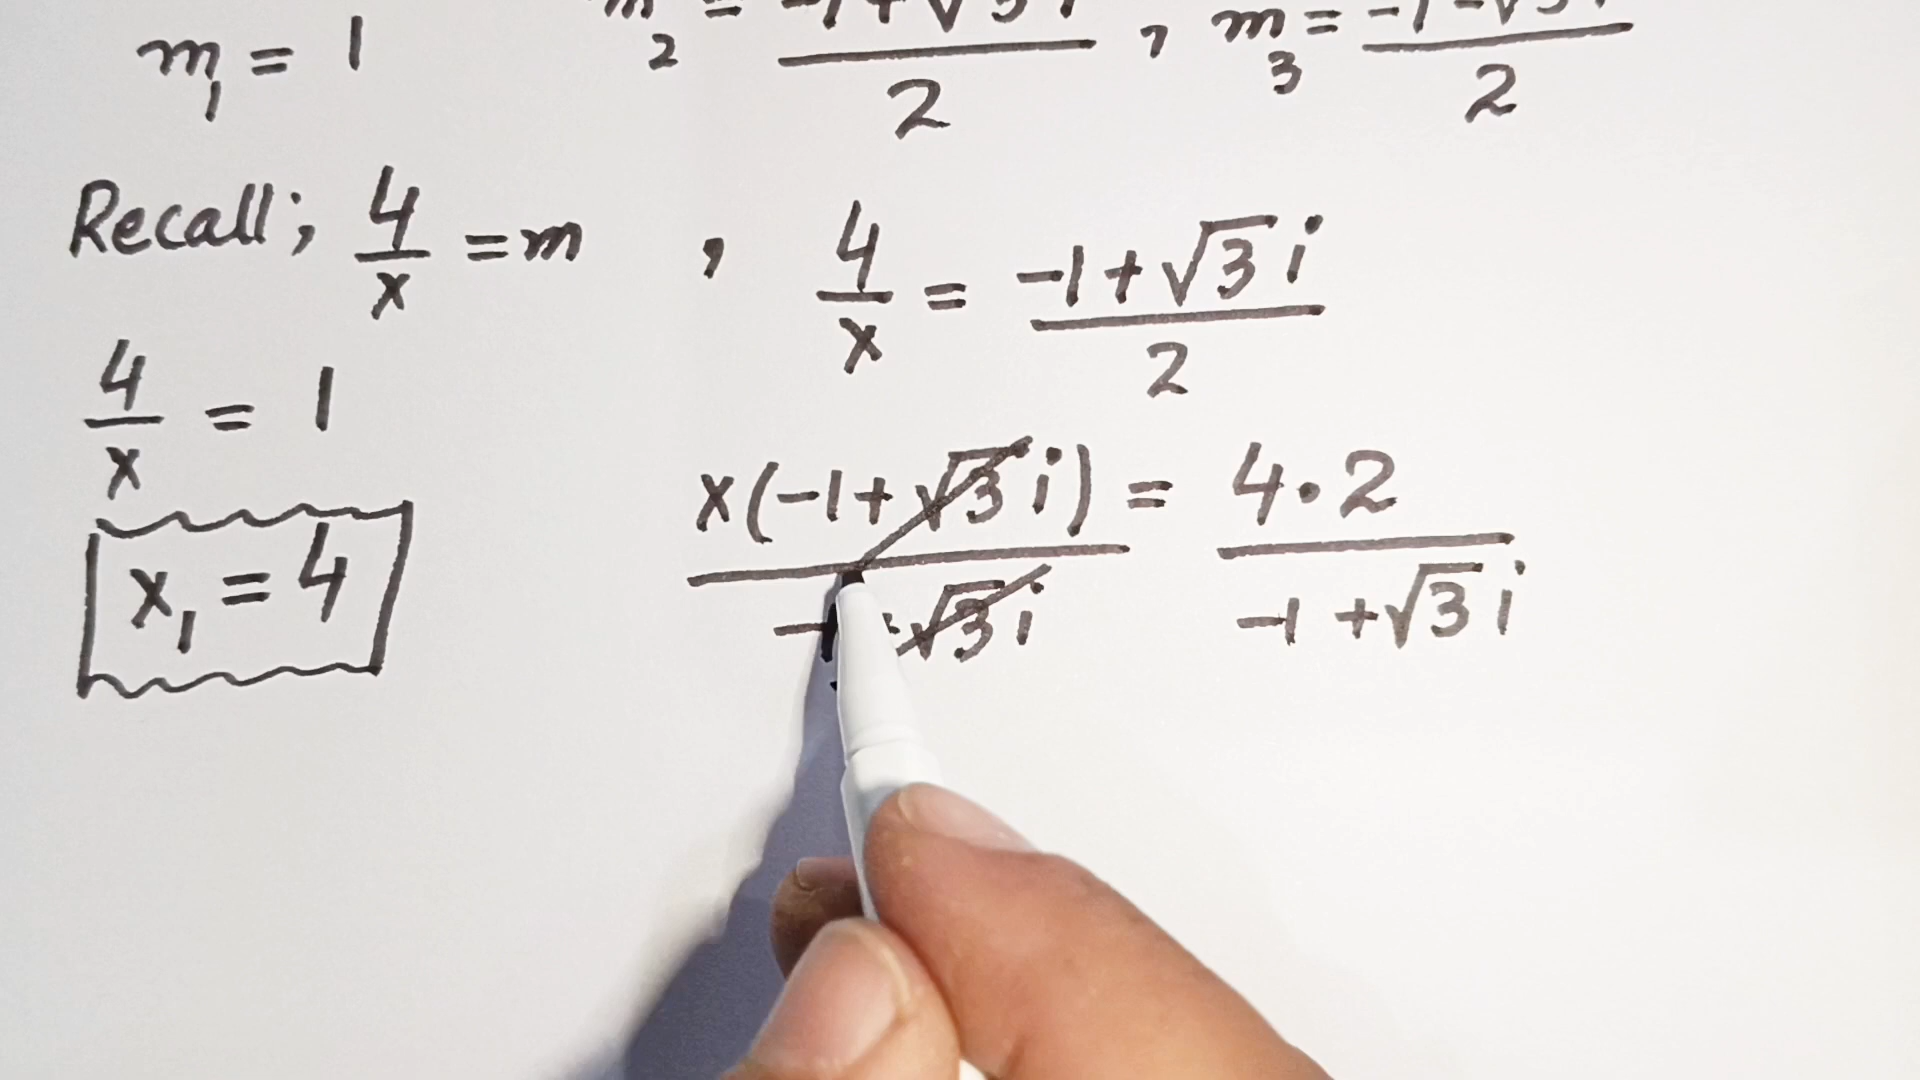 m₁ = 1
m₂ = (-1+√3 i)/2 , m₃ = (-1-√3 i)/2
Recall; 4/x = m , 4/x = (-1+√3 i)/2
4/x = 1
x(-1+√3 i)/(-1+√3 i) = 4·2/(-1+√3 i)
x₁ = 4